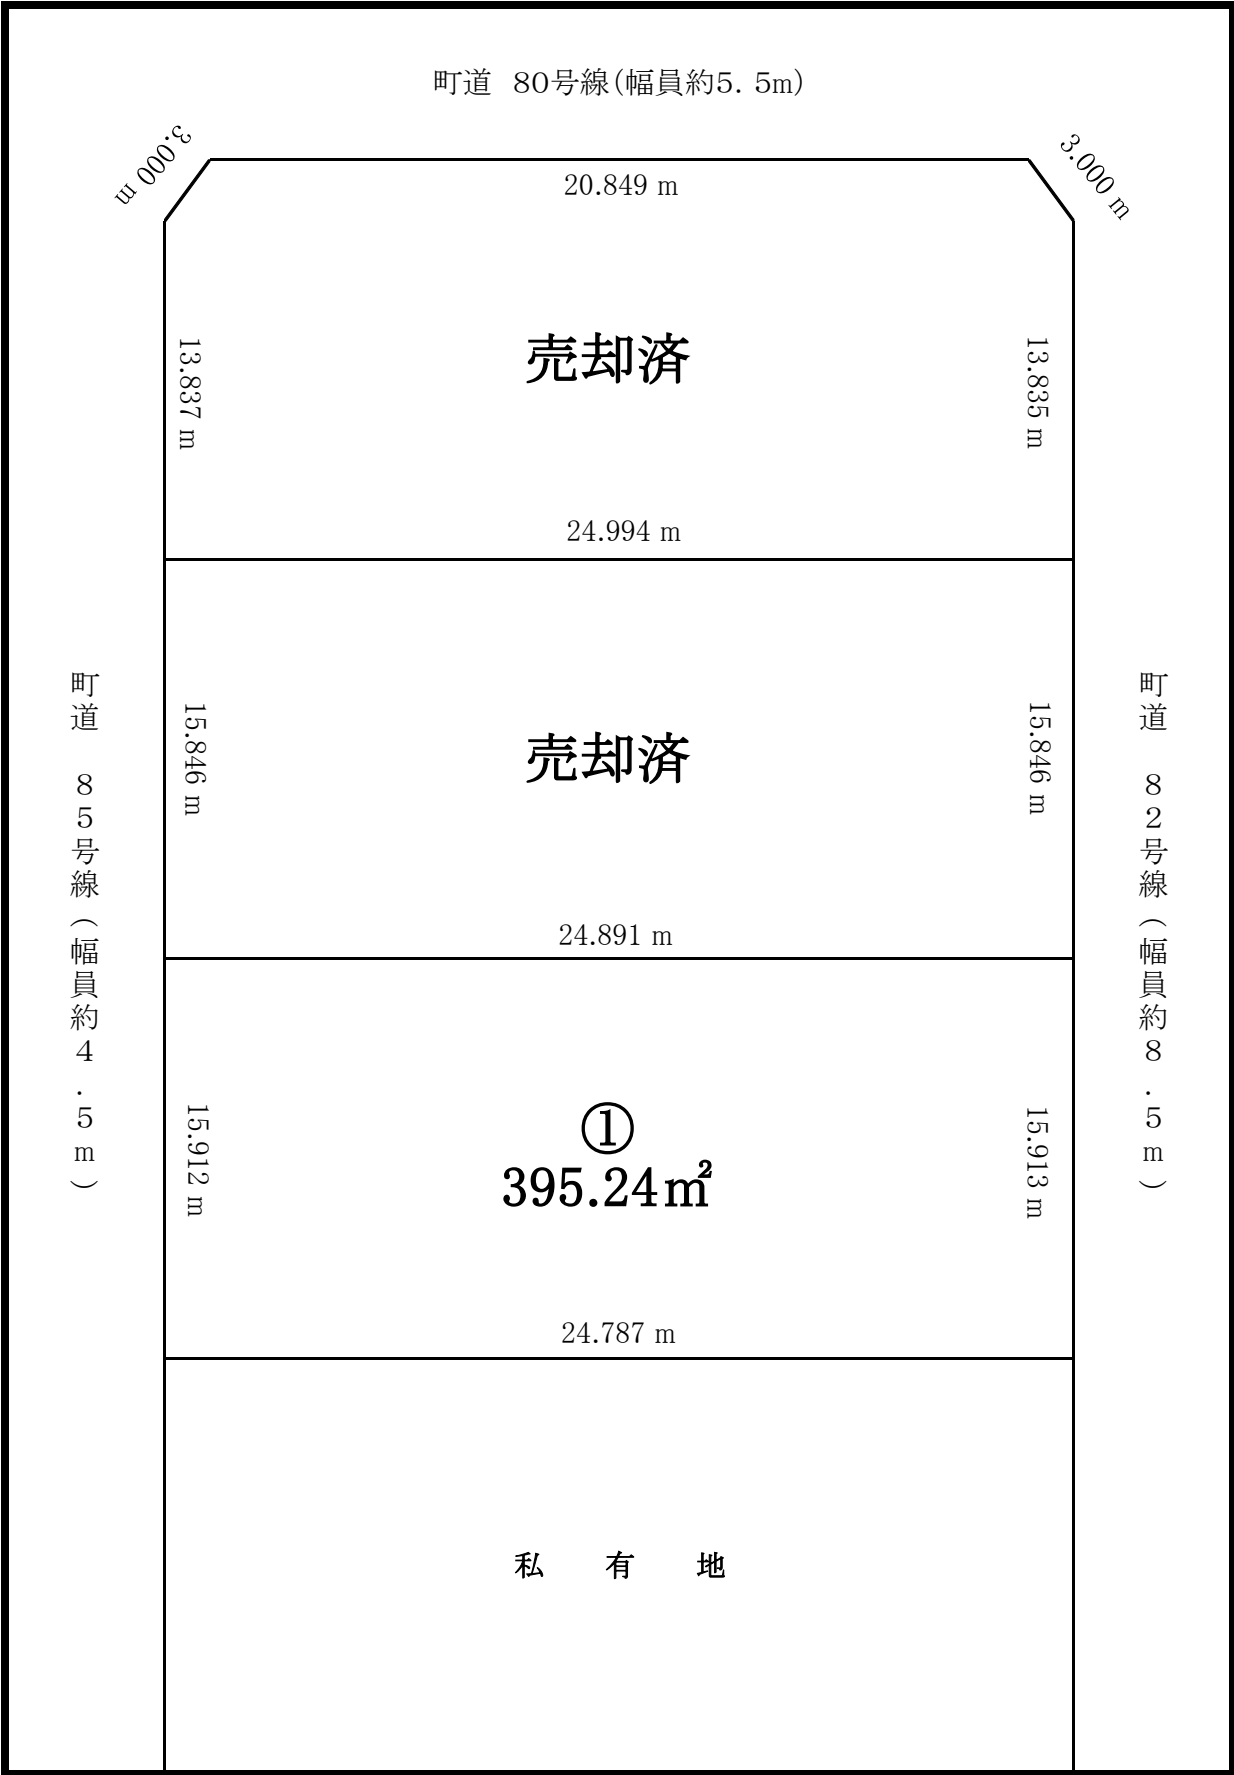 町道　８０号線（幅員約５．５ｍ）
3.000 m
3.000 m
20.849 m
13.837 m
売却済
13.835 m
24.994 m
町道　８５号線（幅員約４．５ｍ）
15.846 m
売却済
15.846 m
町道　８２号線（幅員約８．５ｍ）
24.891 m
15.912 m
①
395.24㎡
15.913 m
24.787 m
私　有　地